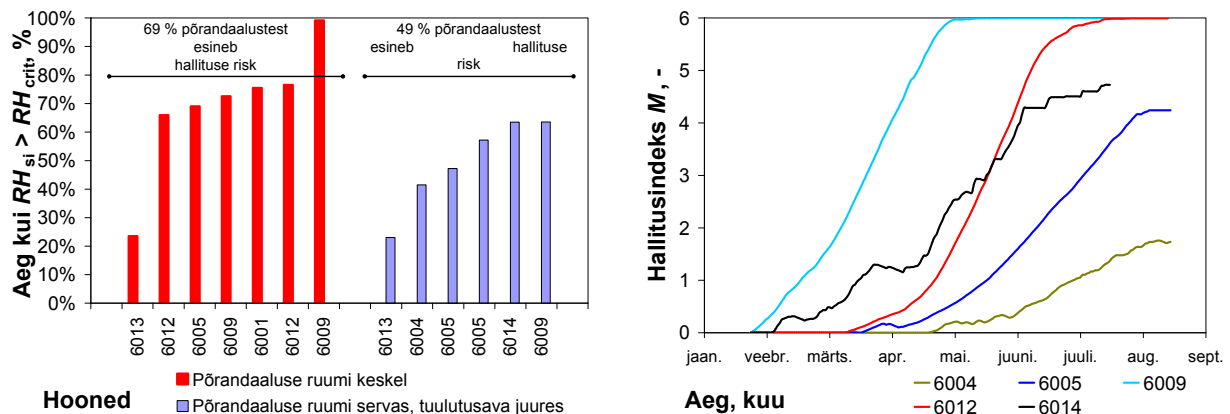 Aeg kui RHsi > RHcrit, %
100%
90%
80%
70%
60%
50%
40%
30%
20%
10%
0%
69 % põrandaalustest
esineb
hallituse risk
49 % põrandaalustest
esineb hallituse
risk
6013
6012
6005
6009
6001
6012
6009
6013
6004
6005
6005
6014
6009
Hooned
Põrandaaluse ruumi keskel
Põrandaaluse ruumi servas, tuulutusava juures
Hallitusindeks M, -
6
5
4
3
2
1
0
jaan. veebr. märts. apr. mai. juuni. juuli. aug. sept.
Aeg, kuu
6004 6005 6009
6012 6014